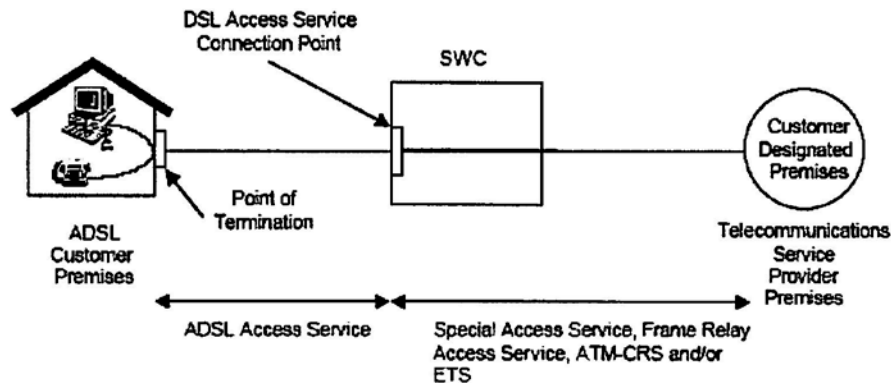 DSL Access Service
Connection Point
SWC
Customer
Designated
Premises
Point of
Termination
ADSL
Customer
Premises
Telecommunications
Service
Provider
Premises
ADSL Access Service
Special Access Service, Frame Relay
Access Service, ATM-CRS and/or
ETS